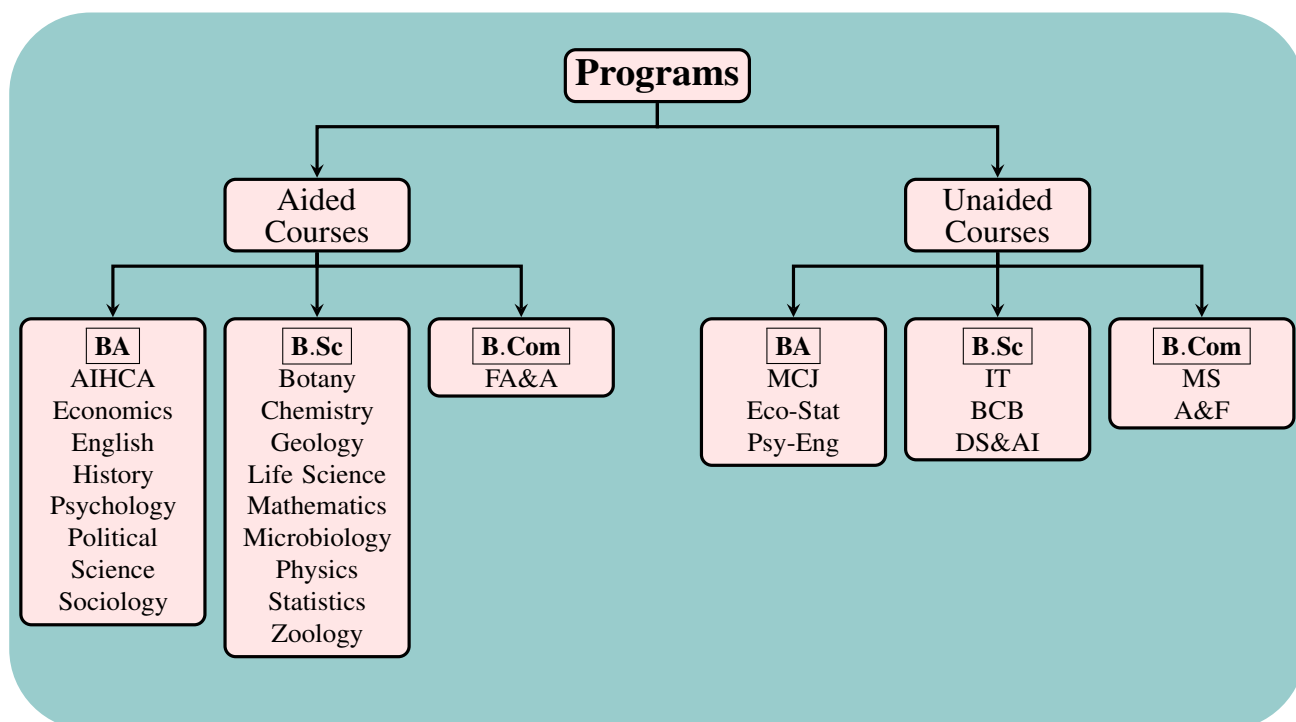 Programs
Aided
Courses
Unaided
Courses
BA
AIHCA
Economics
English
History
Psychology
Political
Science
Sociology
B.Sc
Botany
Chemistry
Geology
Life Science
Mathematics
Microbiology
Physics
Statistics
Zoology
B.Com
FA&A
BA
MCJ
Eco-Stat
Psy-Eng
B.Sc
IT
BCB
DS&AI
B.Com
MS
A&F